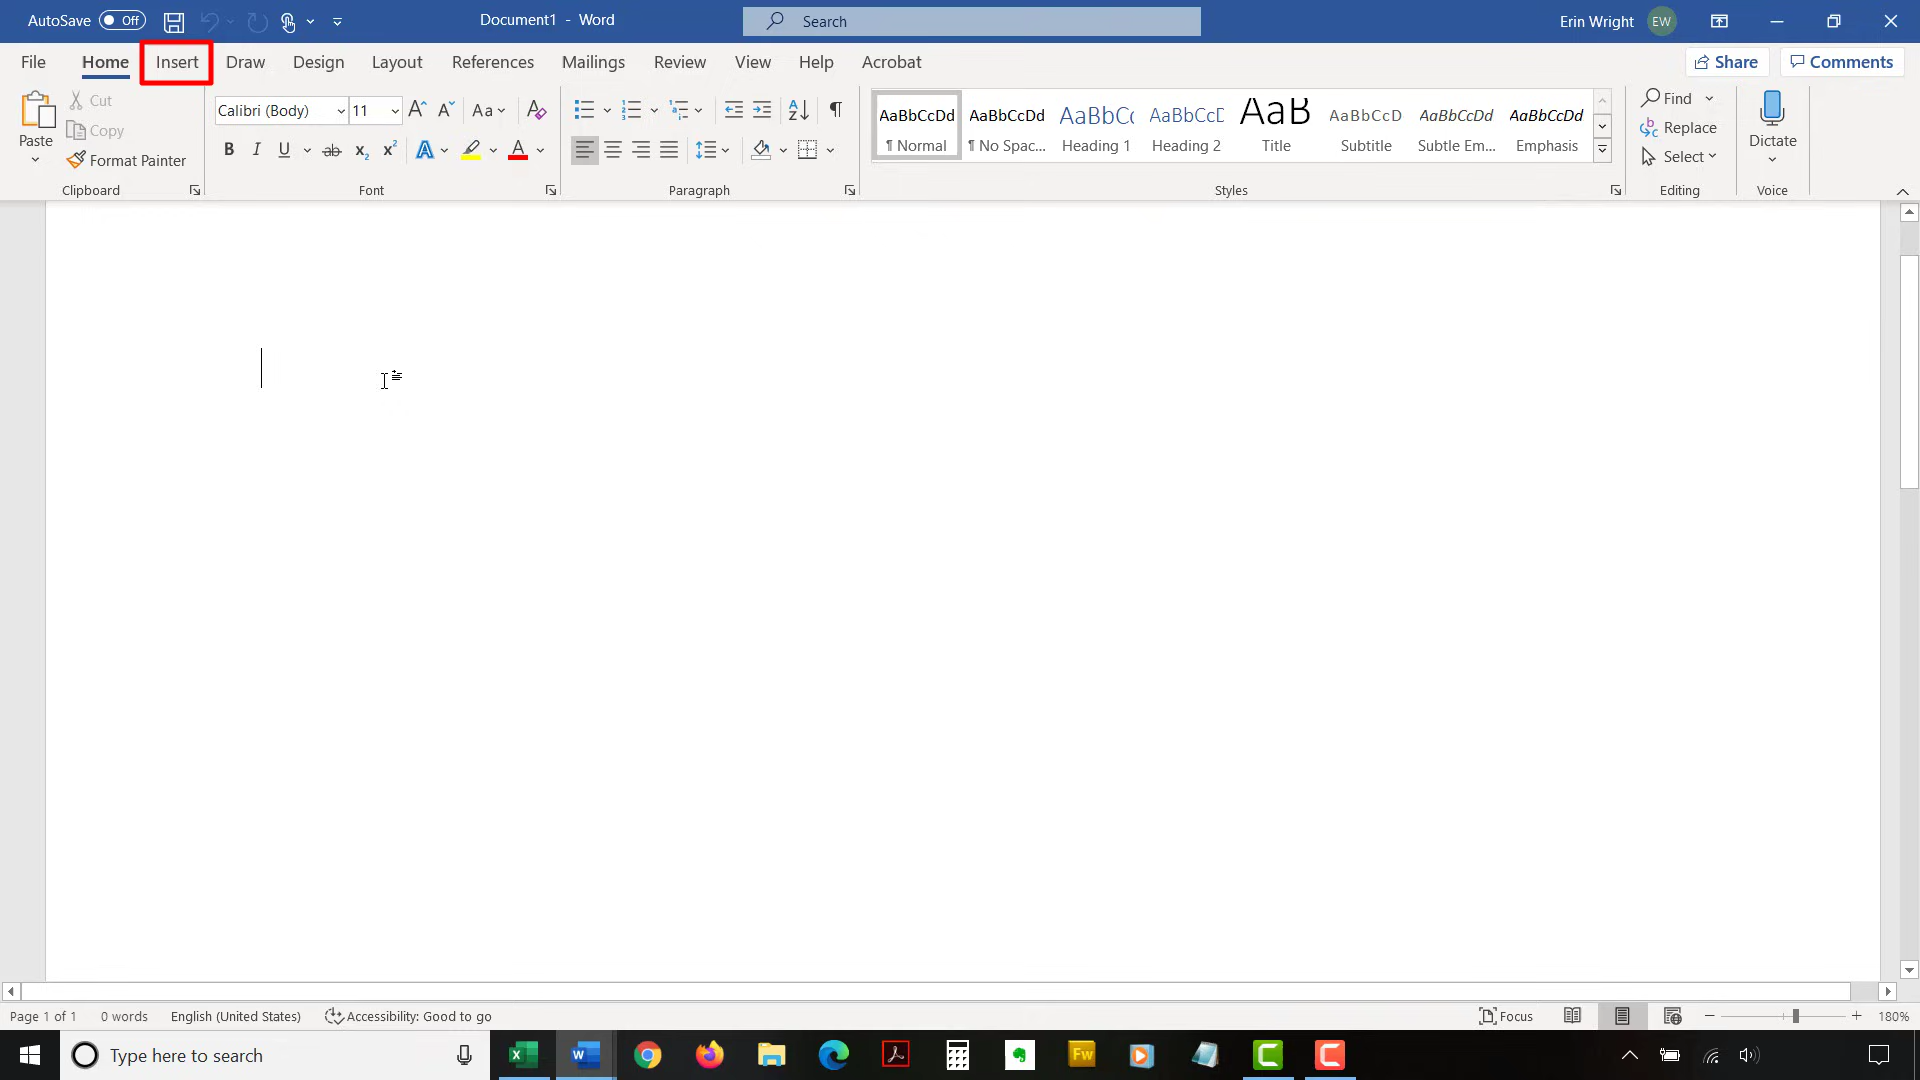 AutoSave Off Document1 - Word Search Erin Wright EW
File Home Insert Draw Design Layout References Mailings Review View Help Acrobat Share Comments
Paste Cut Copy Format Painter
Clipboard
Calibri (Body) 11 A A Aa A
B I U ab x2 x2 A A
Font
Paragraph
AaBbCcDd AaBbCcDd AaBbCc AaBbCcD AaB AaBbCcD AaBbCcDd AaBbCcDd
¶ Normal ¶ No Spac... Heading 1 Heading 2 Title Subtitle Subtle Em... Emphasis
Styles
Find
Replace
Select
Editing
Dictate
Voice
Page 1 of 1 0 words English (United States) Accessibility: Good to go Focus 180%
Type here to search